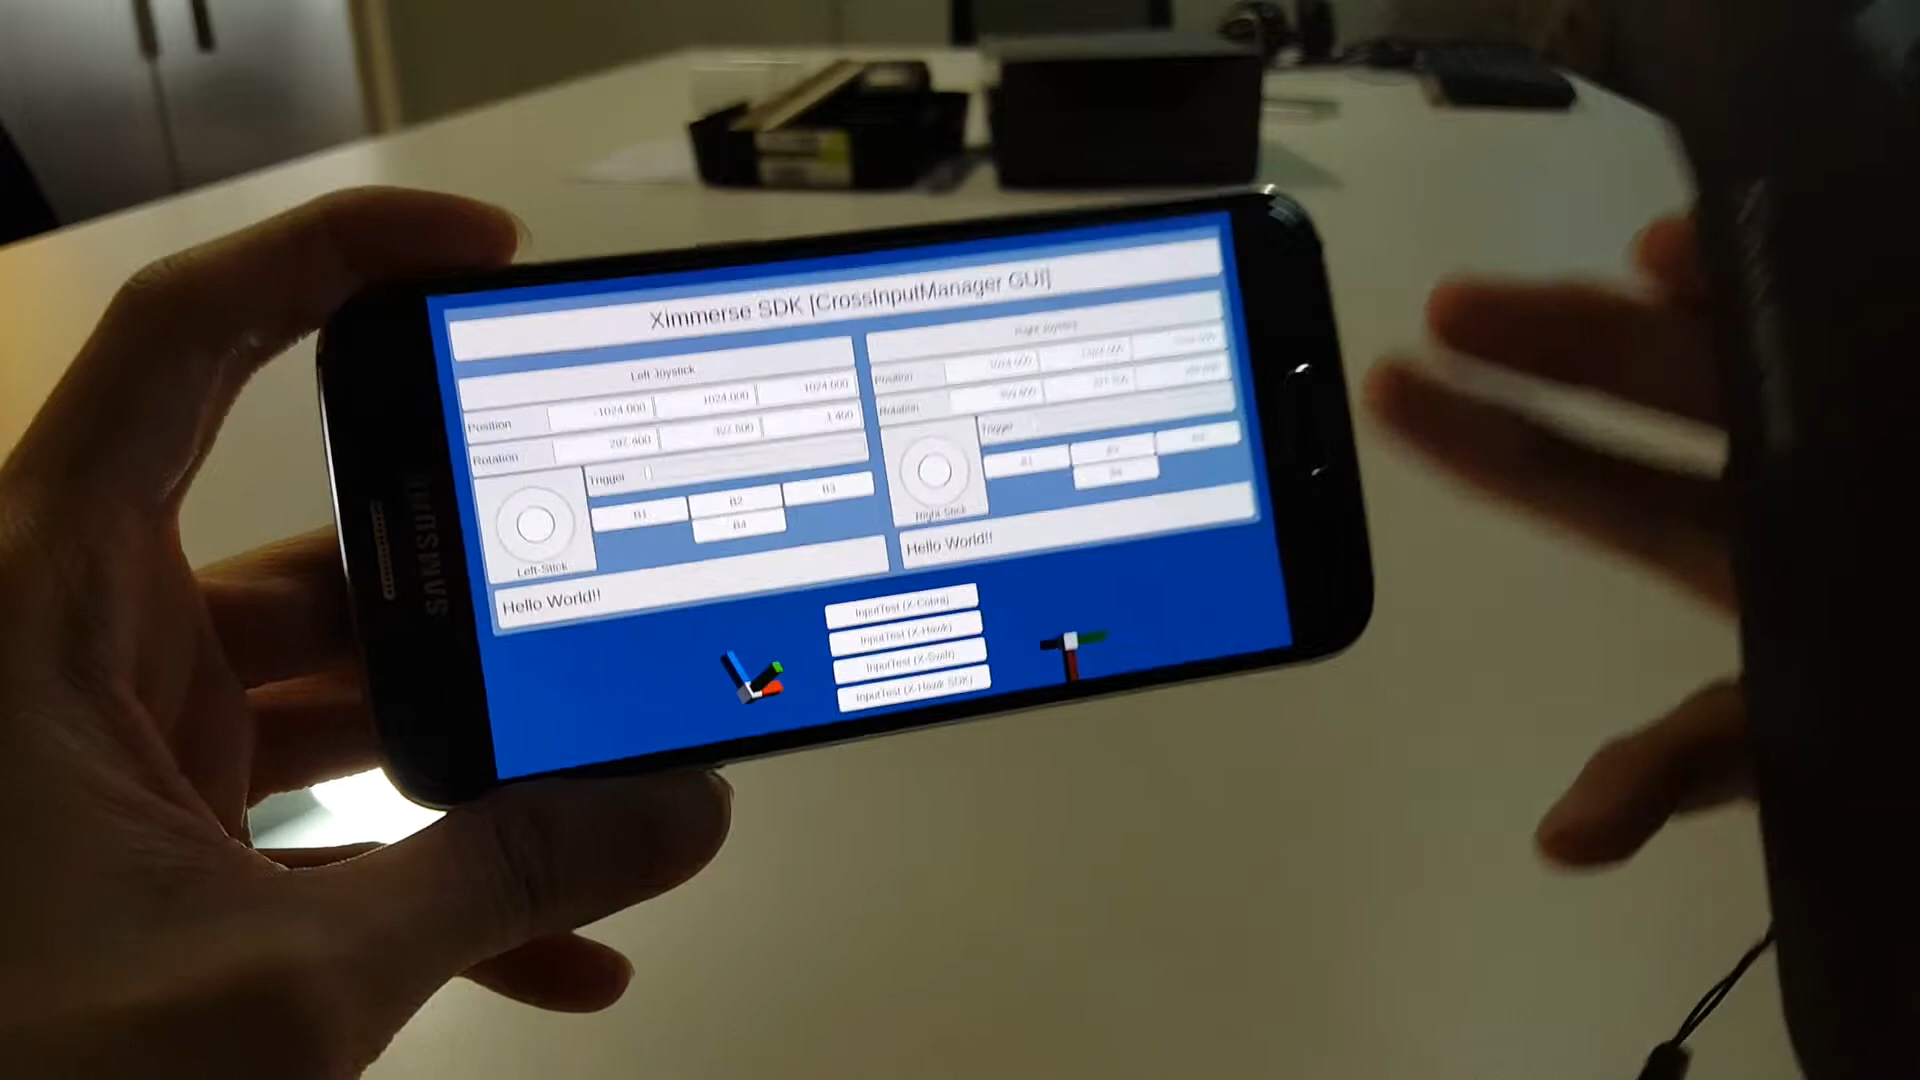 Ximmerse SDK [CrossInputManager GUI]
Left Joystick
Position -1024.000 1024.000 1024.000
Rotation
Trigger
B1 B2 B3
B4
Left-Stick
Hello World!!
Right Joystick
Position
Rotation
Trigger
B1
Right-Stick
Hello World!!
InputTest (X-Cobra)
InputTest (X-Hawk)
InputTest (X-Swift)
InputTest (X-Hawk SDK)
SAMSUNG